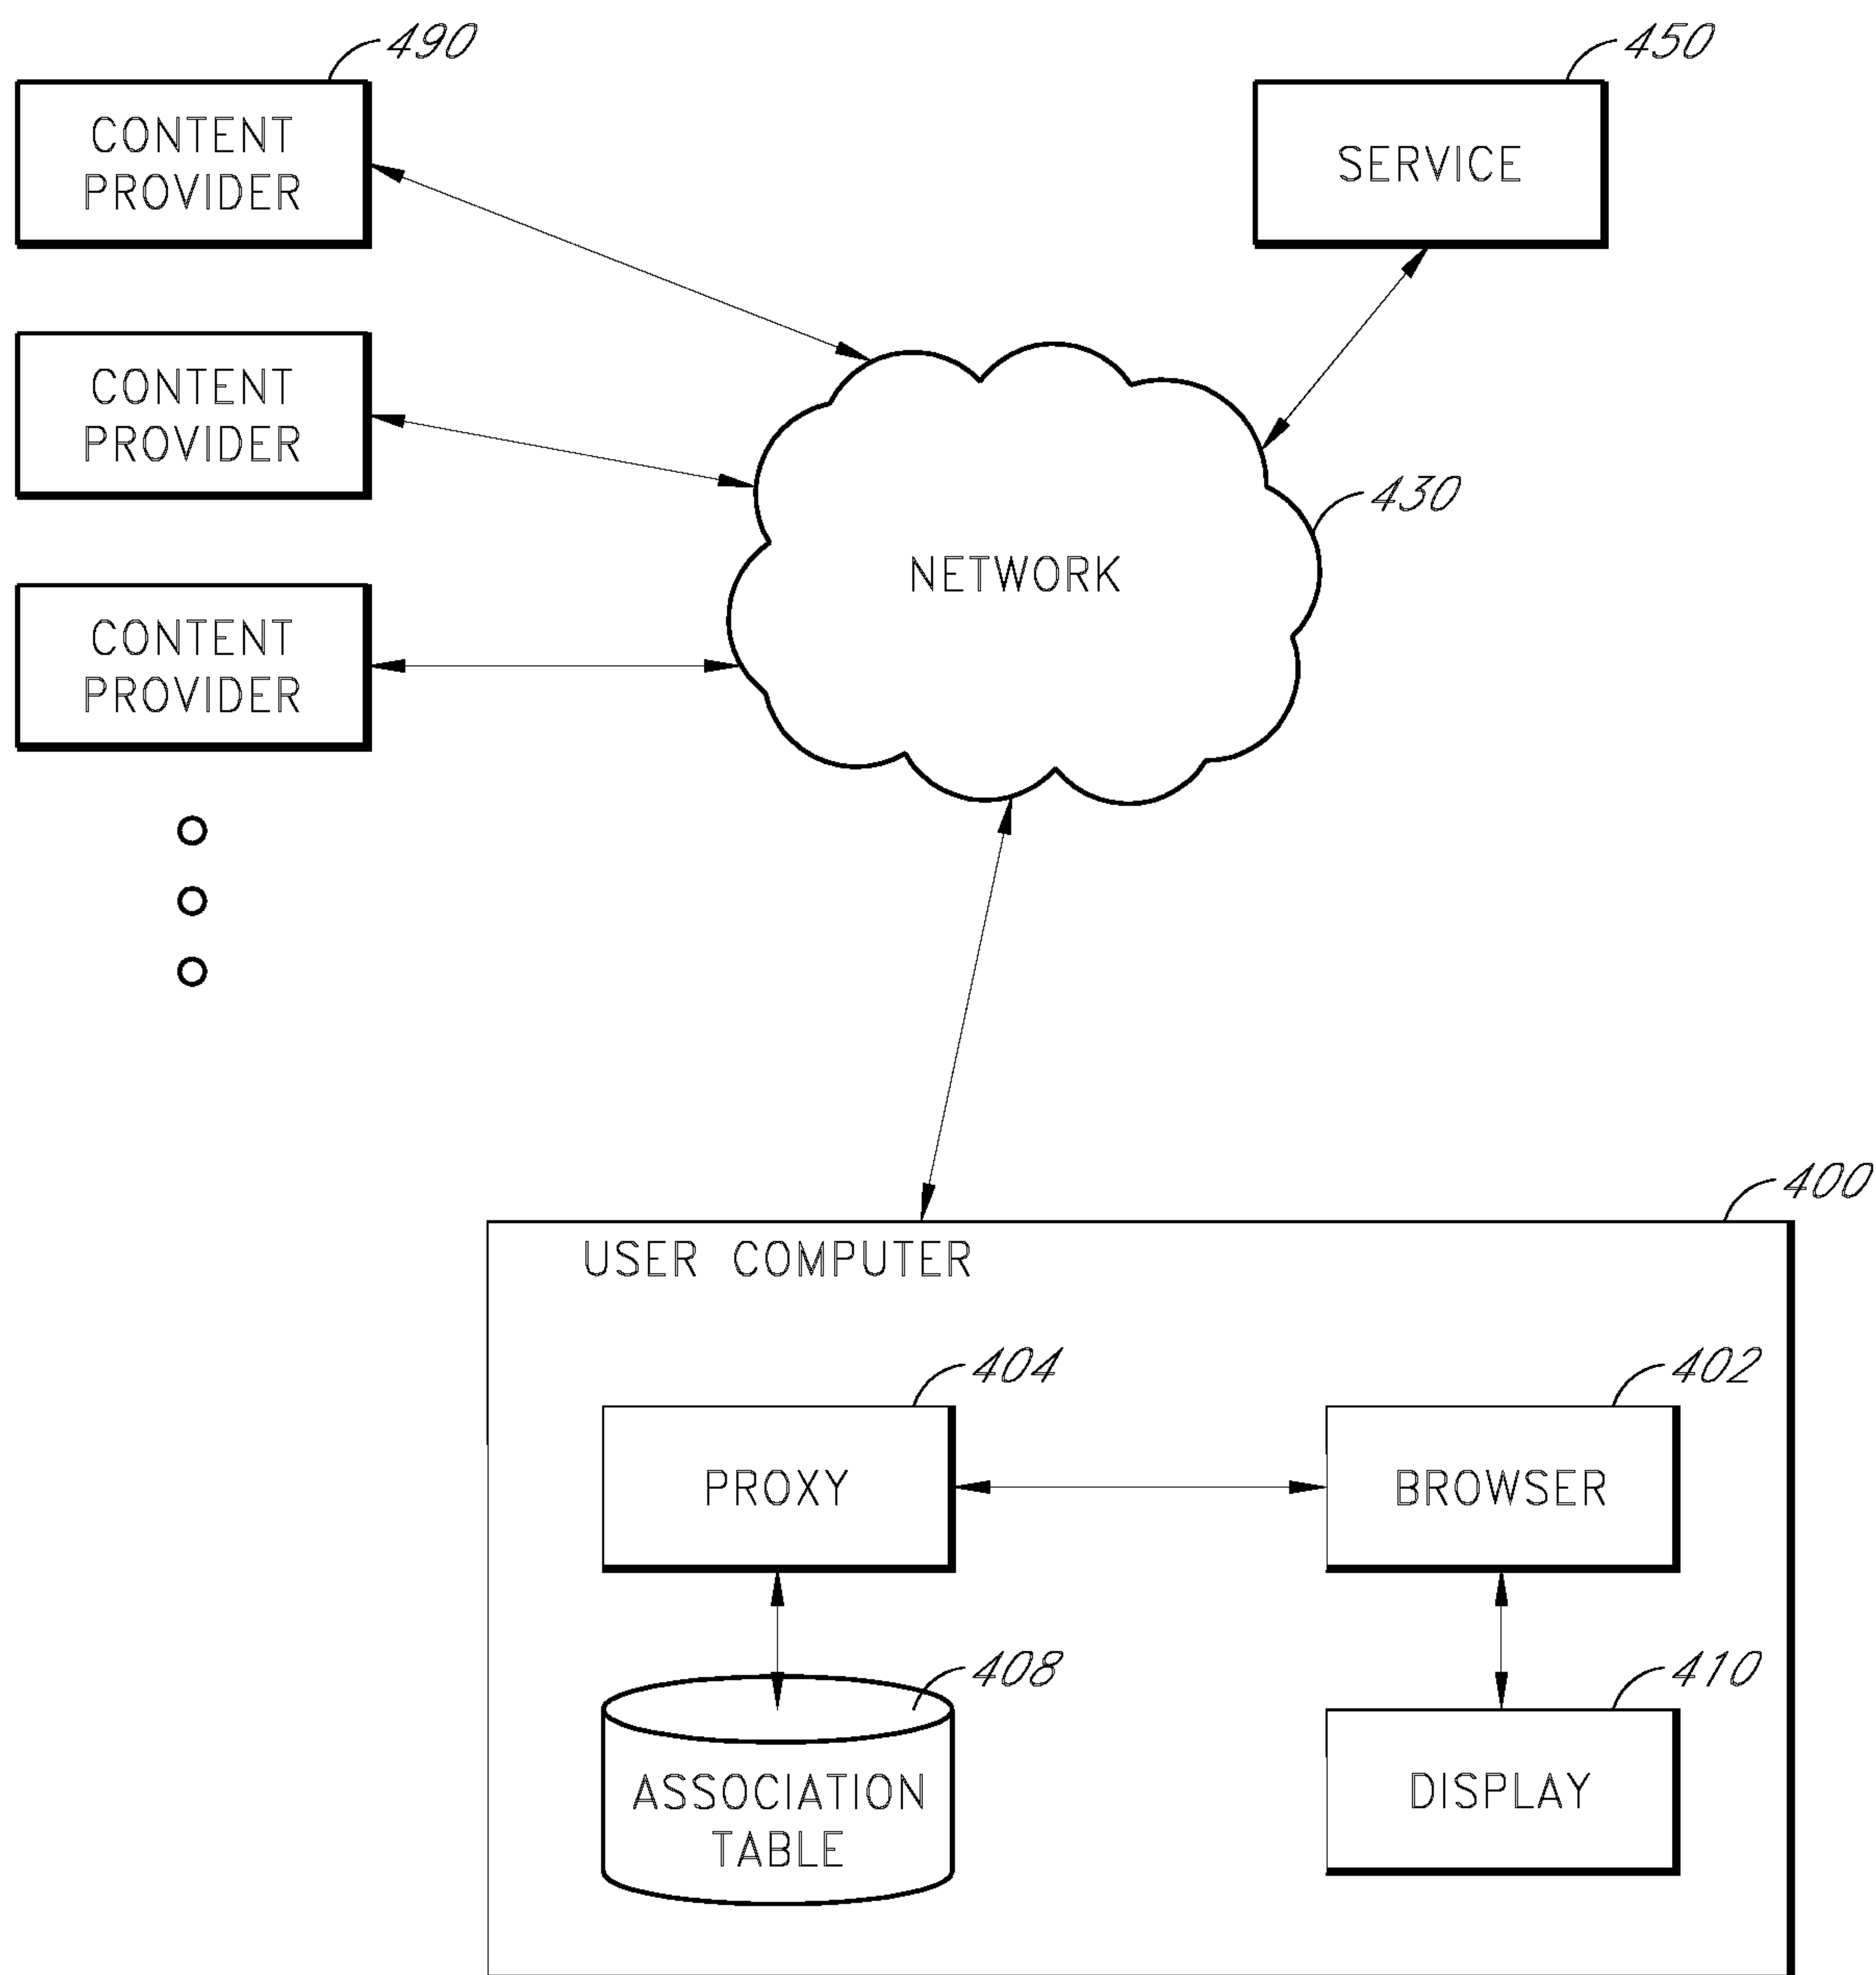 490
CONTENT
PROVIDER
450
SERVICE
CONTENT
PROVIDER
430
NETWORK
CONTENT
PROVIDER
400
USER COMPUTER
404
PROXY
402
BROWSER
408
ASSOCIATION
TABLE
410
DISPLAY